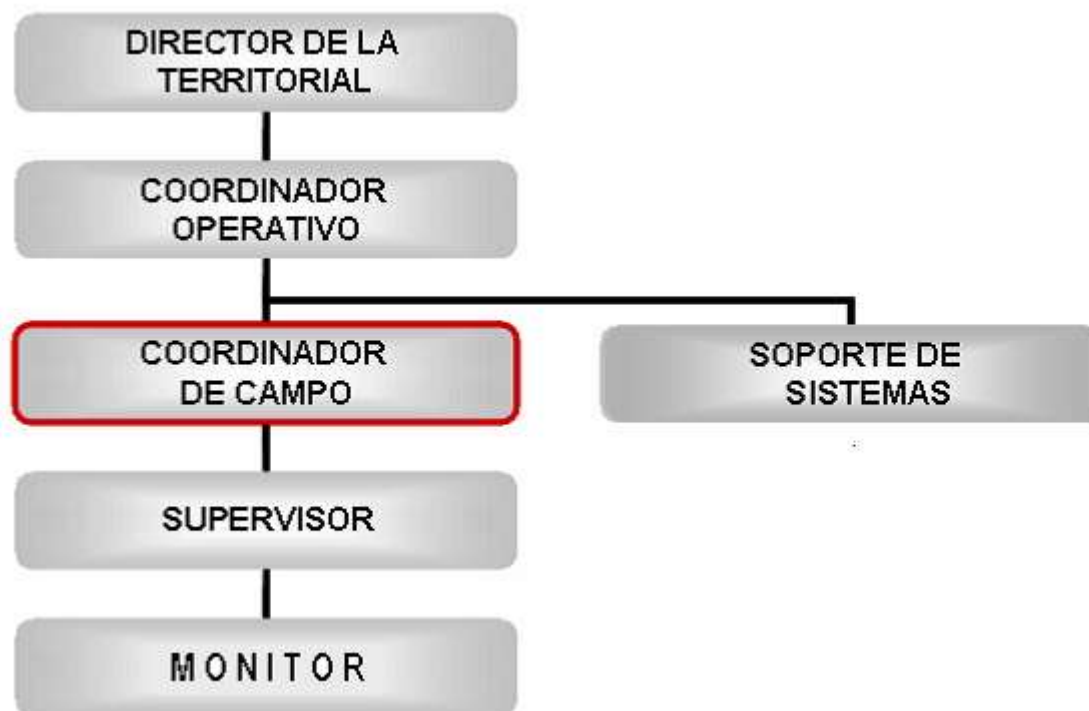 DIRECTOR DE LA
TERRITORIAL
COORDINADOR
OPERATIVO
COORDINADOR
DE CAMPO
SOPORTE DE
SISTEMAS
SUPERVISOR
MONITOR